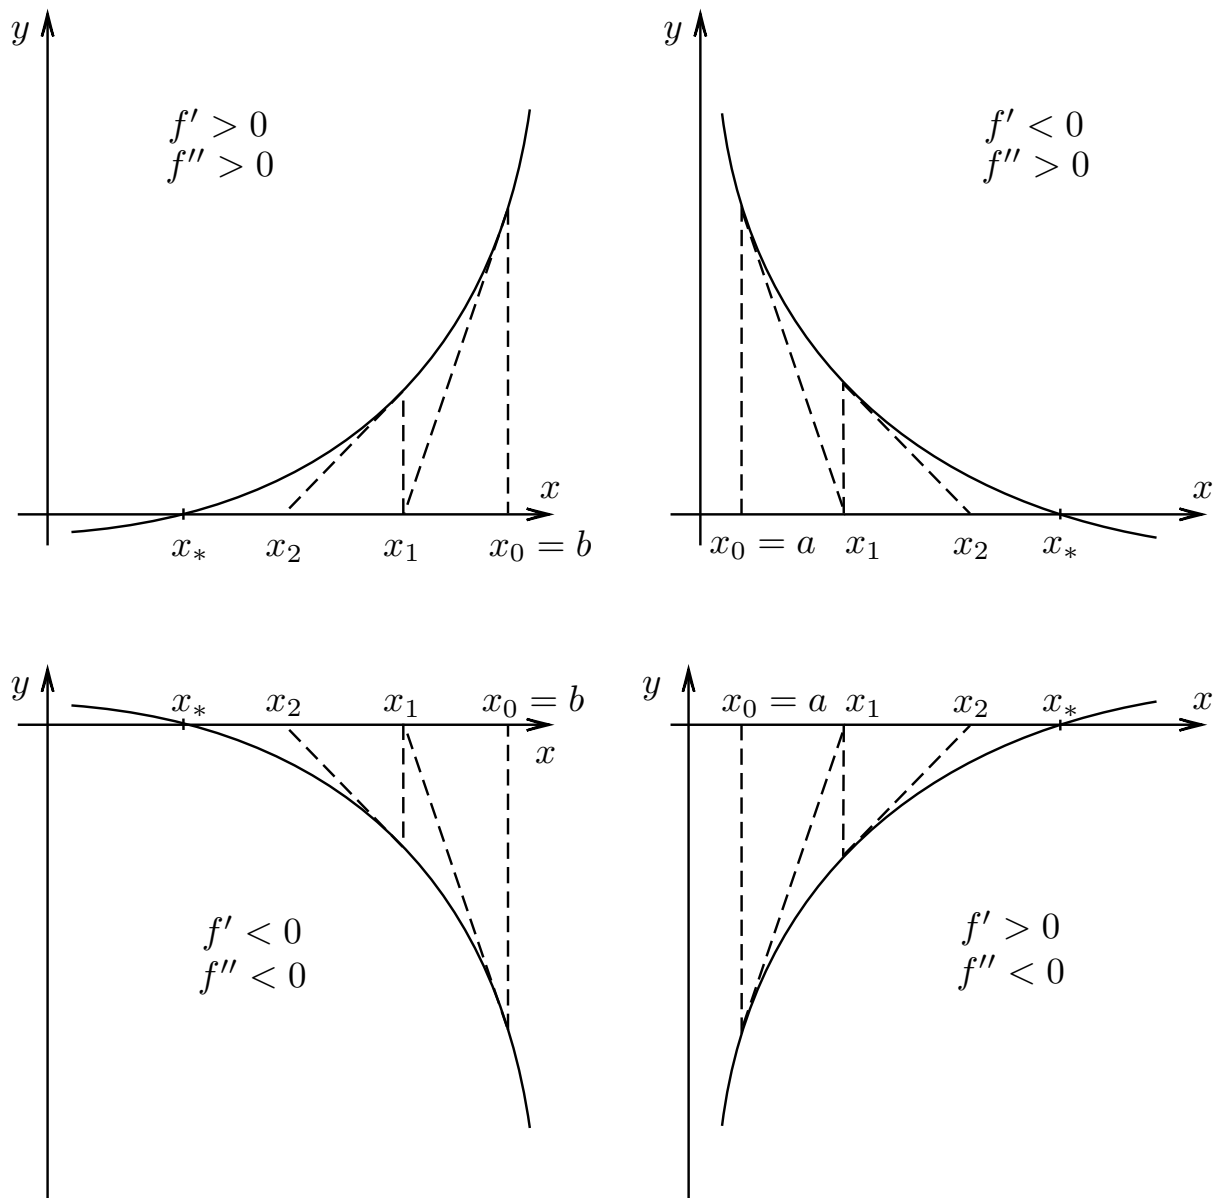 y
f′ > 0
f″ > 0
x
x∗ x₂ x₁ x₀ = b
y
f′ < 0
f″ > 0
x
x₀ = a x₁ x₂ x∗
y
x∗ x₂ x₁ x₀ = b
x
f′ < 0
f″ < 0
y
x₀ = a x₁ x₂ x∗ x
f′ > 0
f″ < 0